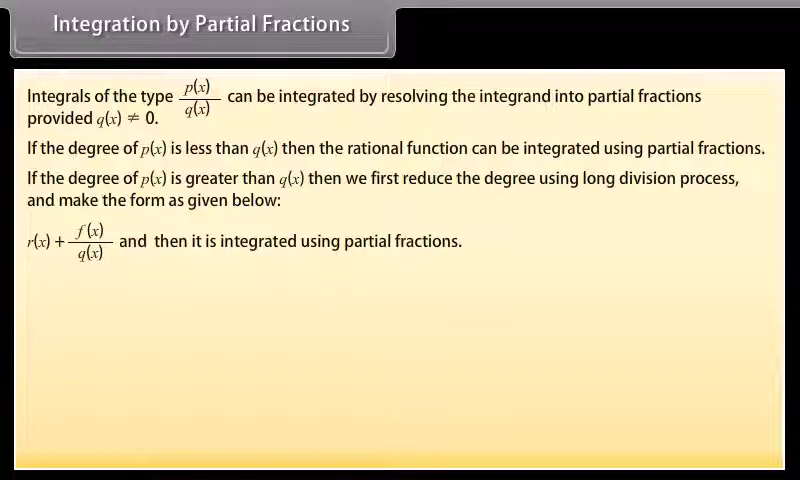 Integration by Partial Fractions
Integrals of the type p(x)/q(x) can be integrated by resolving the integrand into partial fractions
provided q(x) ≠ 0.
If the degree of p(x) is less than q(x) then the rational function can be integrated using partial fractions.
If the degree of p(x) is greater than q(x) then we first reduce the degree using long division process,
and make the form as given below:
r(x) + f(x)/q(x) and then it is integrated using partial fractions.